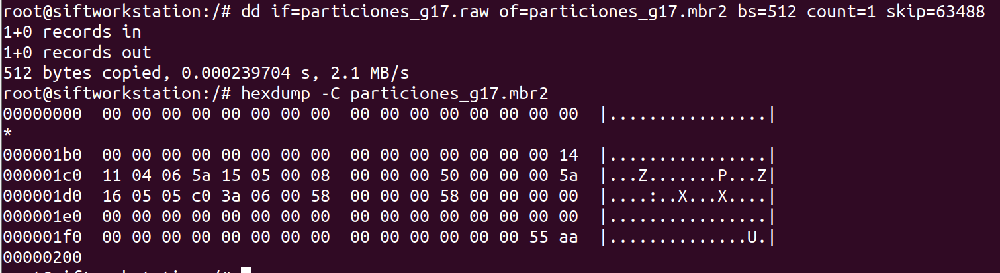 root@siftworkstation:/# dd if=particiones_g17.raw of=particiones_g17.mbr2 bs=512 count=1 skip=63488
1+0 records in
1+0 records out
512 bytes copied, 0.000239704 s, 2.1 MB/s
root@siftworkstation:/# hexdump -C particiones_g17.mbr2
00000000  00 00 00 00 00 00 00 00  00 00 00 00 00 00 00 00  |................|
*
000001b0  00 00 00 00 00 00 00 00  00 00 00 00 00 00 00 14  |................|
000001c0  11 04 06 5a 15 05 00 08  00 00 00 50 00 00 00 5a  |...Z.......P...Z|
000001d0  16 05 05 c0 3a 06 00 58  00 00 00 58 00 00 00 00  |....:..X...X....|
000001e0  00 00 00 00 00 00 00 00  00 00 00 00 00 00 00 00  |................|
000001f0  00 00 00 00 00 00 00 00  00 00 00 00 00 00 55 aa  |..............U.|
00000200